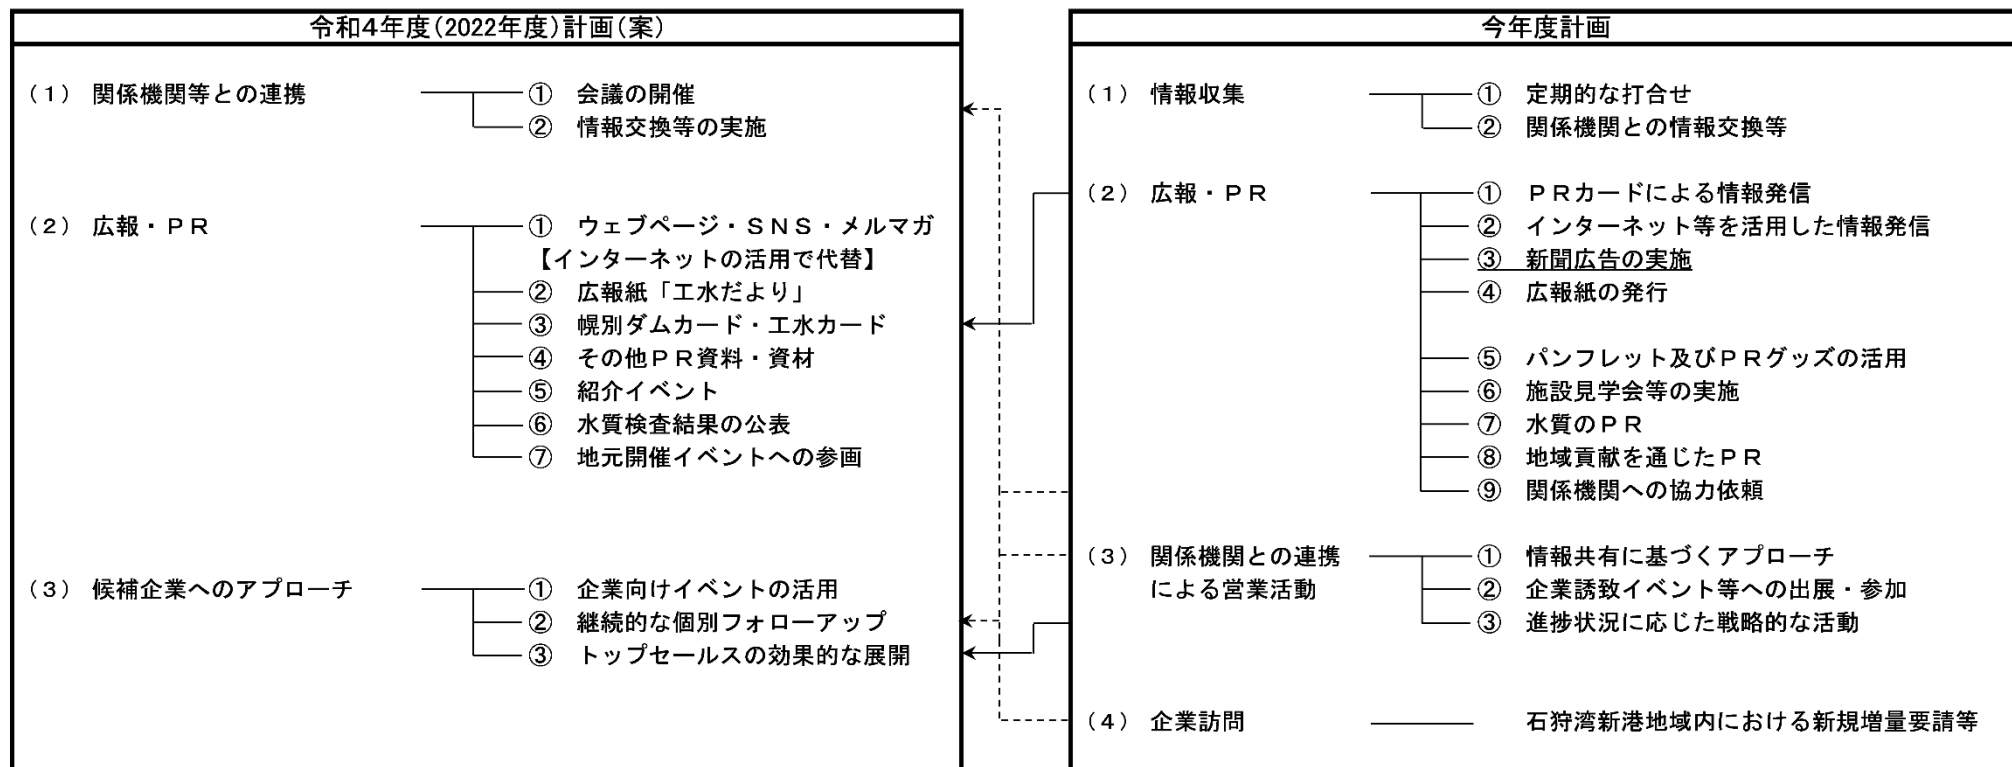 令和4年度(2022年度)計画(案)
(1) 関係機関等との連携
① 会議の開催
② 情報交換等の実施
(2) 広報・PR
① ウェブページ・SNS・メルマガ
【インターネットの活用で代替】
② 広報紙「工水だより」
③ 幌別ダムカード・工水カード
④ その他PR資料・資材
⑤ 紹介イベント
⑥ 水質検査結果の公表
⑦ 地元開催イベントへの参画
(3) 候補企業へのアプローチ
① 企業向けイベントの活用
② 継続的な個別フォローアップ
③ トップセールスの効果的な展開
今年度計画
(1) 情報収集
① 定期的な打合せ
② 関係機関との情報交換等
(2) 広報・PR
① PRカードによる情報発信
② インターネット等を活用した情報発信
③ 新聞広告の実施
④ 広報紙の発行
⑤ パンフレット及びPRグッズの活用
⑥ 施設見学会等の実施
⑦ 水質のPR
⑧ 地域貢献を通じたPR
⑨ 関係機関への協力依頼
(3) 関係機関との連携
による営業活動
① 情報共有に基づくアプローチ
② 企業誘致イベント等への出展・参加
③ 進捗状況に応じた戦略的な活動
(4) 企業訪問
石狩湾新港地域内における新規増量要請等